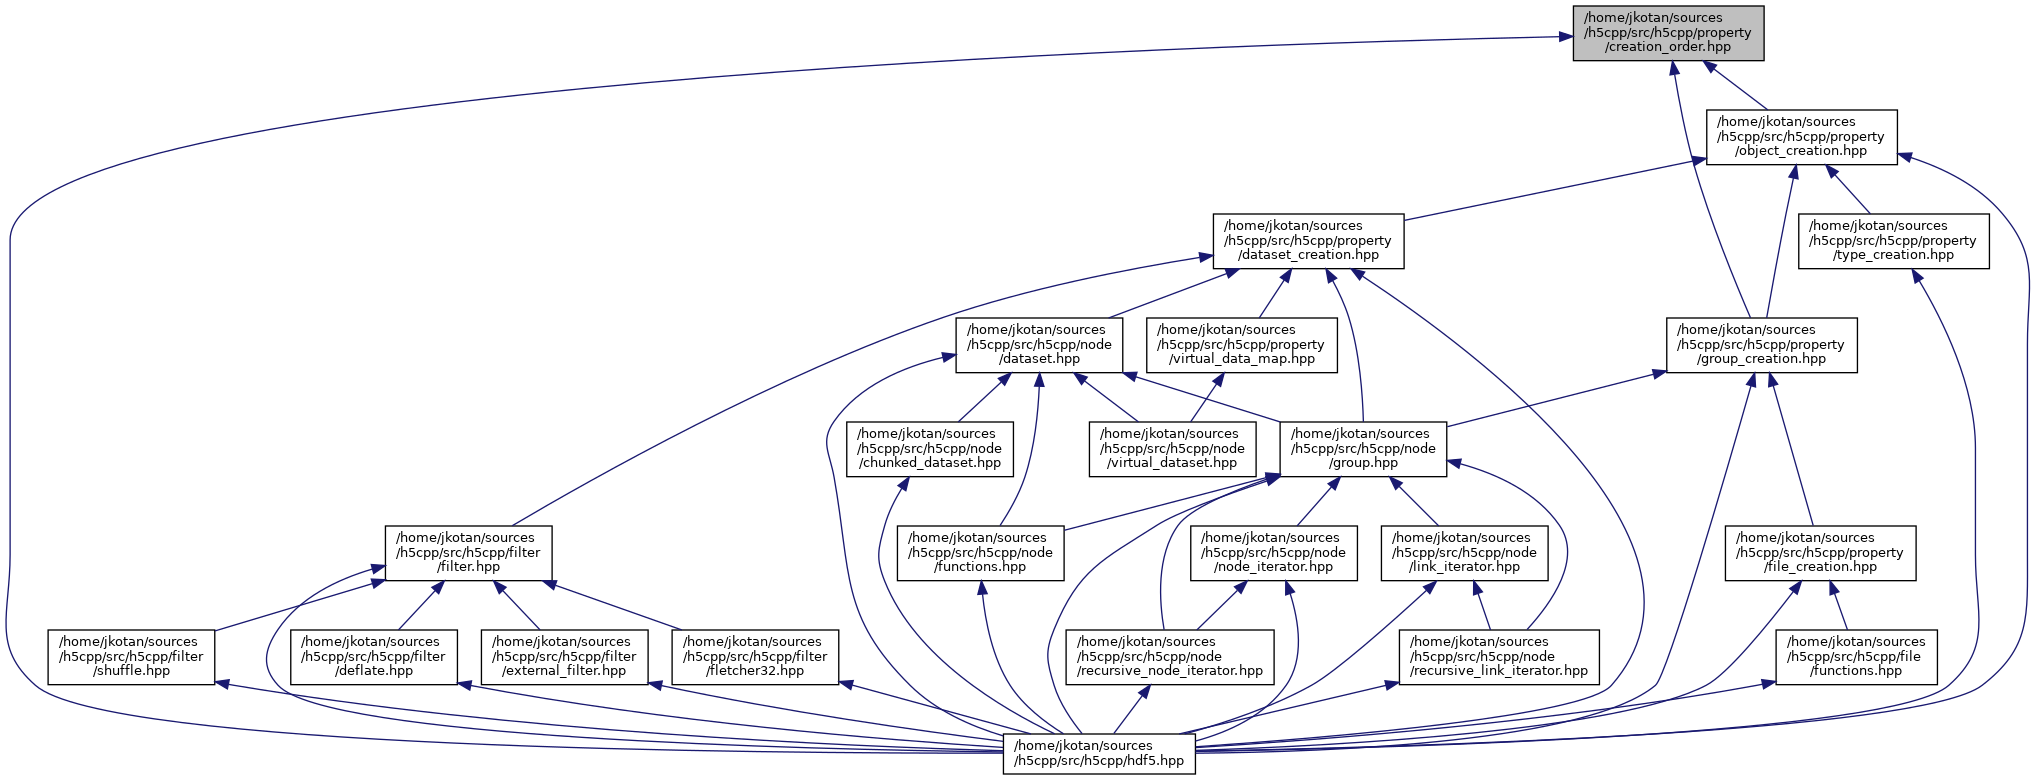 /home/jkotan/sources
/h5cpp/src/h5cpp/property
/creation_order.hpp
/home/jkotan/sources
/h5cpp/src/h5cpp/property
/object_creation.hpp
/home/jkotan/sources
/h5cpp/src/h5cpp/property
/dataset_creation.hpp
/home/jkotan/sources
/h5cpp/src/h5cpp/property
/type_creation.hpp
/home/jkotan/sources
/h5cpp/src/h5cpp/node
/dataset.hpp
/home/jkotan/sources
/h5cpp/src/h5cpp/property
/virtual_data_map.hpp
/home/jkotan/sources
/h5cpp/src/h5cpp/property
/group_creation.hpp
/home/jkotan/sources
/h5cpp/src/h5cpp/node
/chunked_dataset.hpp
/home/jkotan/sources
/h5cpp/src/h5cpp/node
/virtual_dataset.hpp
/home/jkotan/sources
/h5cpp/src/h5cpp/node
/group.hpp
/home/jkotan/sources
/h5cpp/src/h5cpp/filter
/filter.hpp
/home/jkotan/sources
/h5cpp/src/h5cpp/node
/functions.hpp
/home/jkotan/sources
/h5cpp/src/h5cpp/node
/node_iterator.hpp
/home/jkotan/sources
/h5cpp/src/h5cpp/node
/link_iterator.hpp
/home/jkotan/sources
/h5cpp/src/h5cpp/property
/file_creation.hpp
/home/jkotan/sources
/h5cpp/src/h5cpp/filter
/shuffle.hpp
/home/jkotan/sources
/h5cpp/src/h5cpp/filter
/deflate.hpp
/home/jkotan/sources
/h5cpp/src/h5cpp/filter
/external_filter.hpp
/home/jkotan/sources
/h5cpp/src/h5cpp/filter
/fletcher32.hpp
/home/jkotan/sources
/h5cpp/src/h5cpp/node
/recursive_node_iterator.hpp
/home/jkotan/sources
/h5cpp/src/h5cpp/node
/recursive_link_iterator.hpp
/home/jkotan/sources
/h5cpp/src/h5cpp/file
/functions.hpp
/home/jkotan/sources
/h5cpp/src/h5cpp/hdf5.hpp